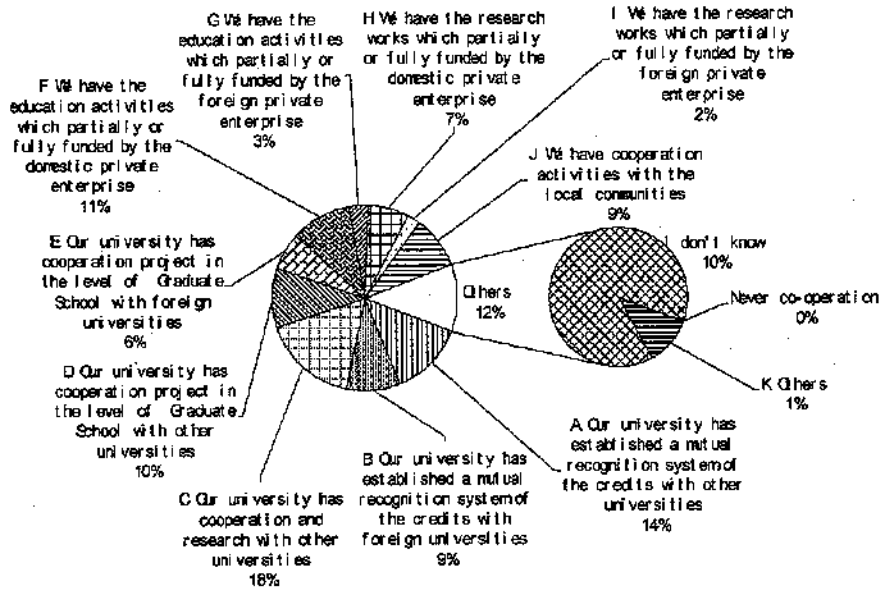 G We have the
education activities
which partially or
fully funded by the
foreign private
enterprise
3%
H We have the research
works which partially
or fully funded by the
domestic private
enterprise
7%
I We have the research
works which partially
or fully funded by the
foreign private
enterprise
2%
F We have the
education activities
which partially or
fully funded by the
domestic private
enterprise
11%
J We have cooperation
activities with the
local communities
9%
E Our university has
cooperation project in
the level of Graduate
School with foreign
universities
6%
Others
12%
I don't know
10%
Never co-operation
0%
K Others
1%
D Our university has
cooperation project in
the level of Graduate
School with other
universities
10%
A Our university has
established a mutual
recognition system of
the credits with other
universities
14%
B Our university has
established a mutual
recognition system of
the credits with
foreign universities
9%
C Our university has
cooperation and
research with other
universities
18%